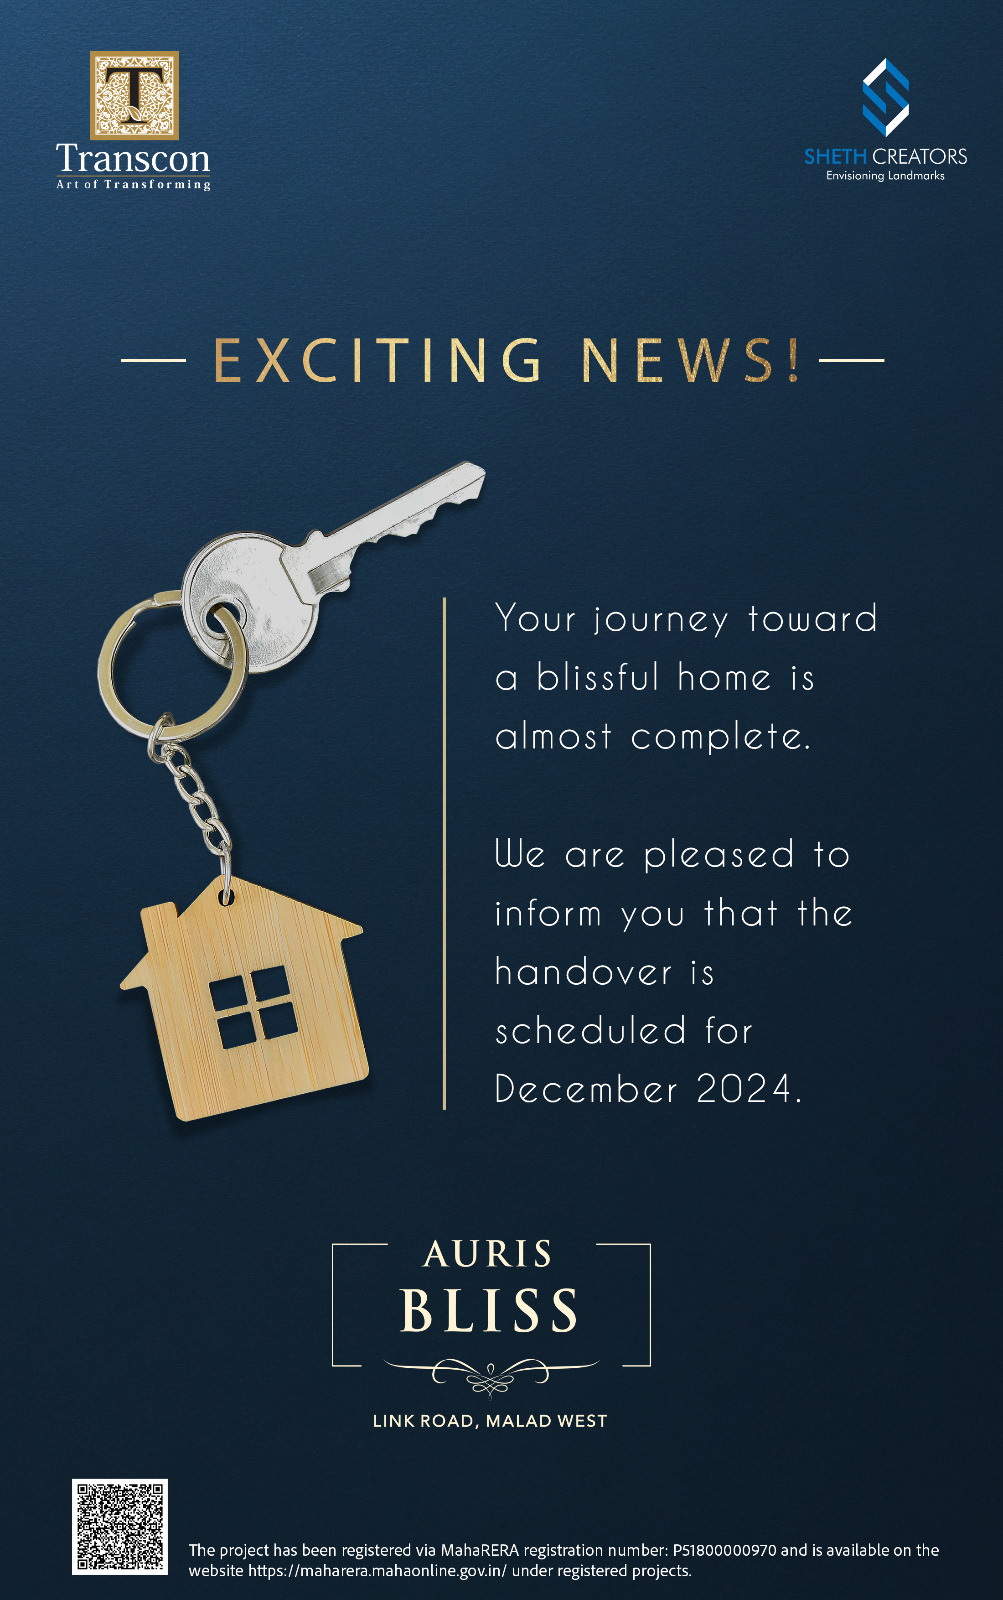 T
Transcon
Art of Transforming
SHETH CREATORS
Envisioning Landmarks
EXCITING NEWS!
Your journey toward
a blissful home is
almost complete.
We are pleased to
inform you that the
handover is
scheduled for
December 2024.
AURIS
BLISS
LINK ROAD, MALAD WEST
The project has been registered via MahaRERA registration number: P51800000970 and is available on the
website https://maharera.mahaonline.gov.in/ under registered projects.